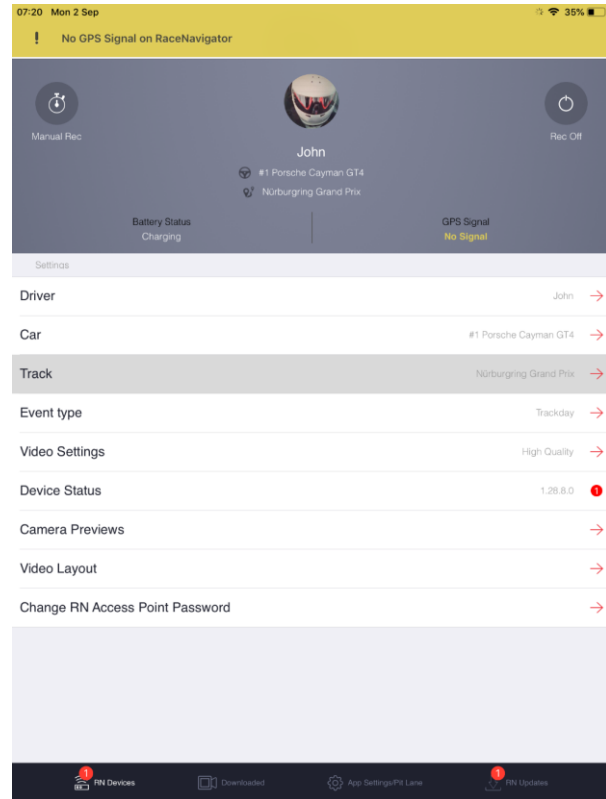 07:20 Mon 2 Sep 35%
! No GPS Signal on RaceNavigator
Manual Rec
Rec Off
John
#1 Porsche Cayman GT4
Nürburgring Grand Prix
Battery Status
Charging
GPS Signal
No Signal
Settings
Driver John
Car #1 Porsche Cayman GT4
Track Nürburgring Grand Prix
Event type Trackday
Video Settings High Quality
Device Status 1.28.8.0 1
Camera Previews
Video Layout
Change RN Access Point Password
1 RN Devices Downloaded App Settings/Pit Lane 1 RN Updates